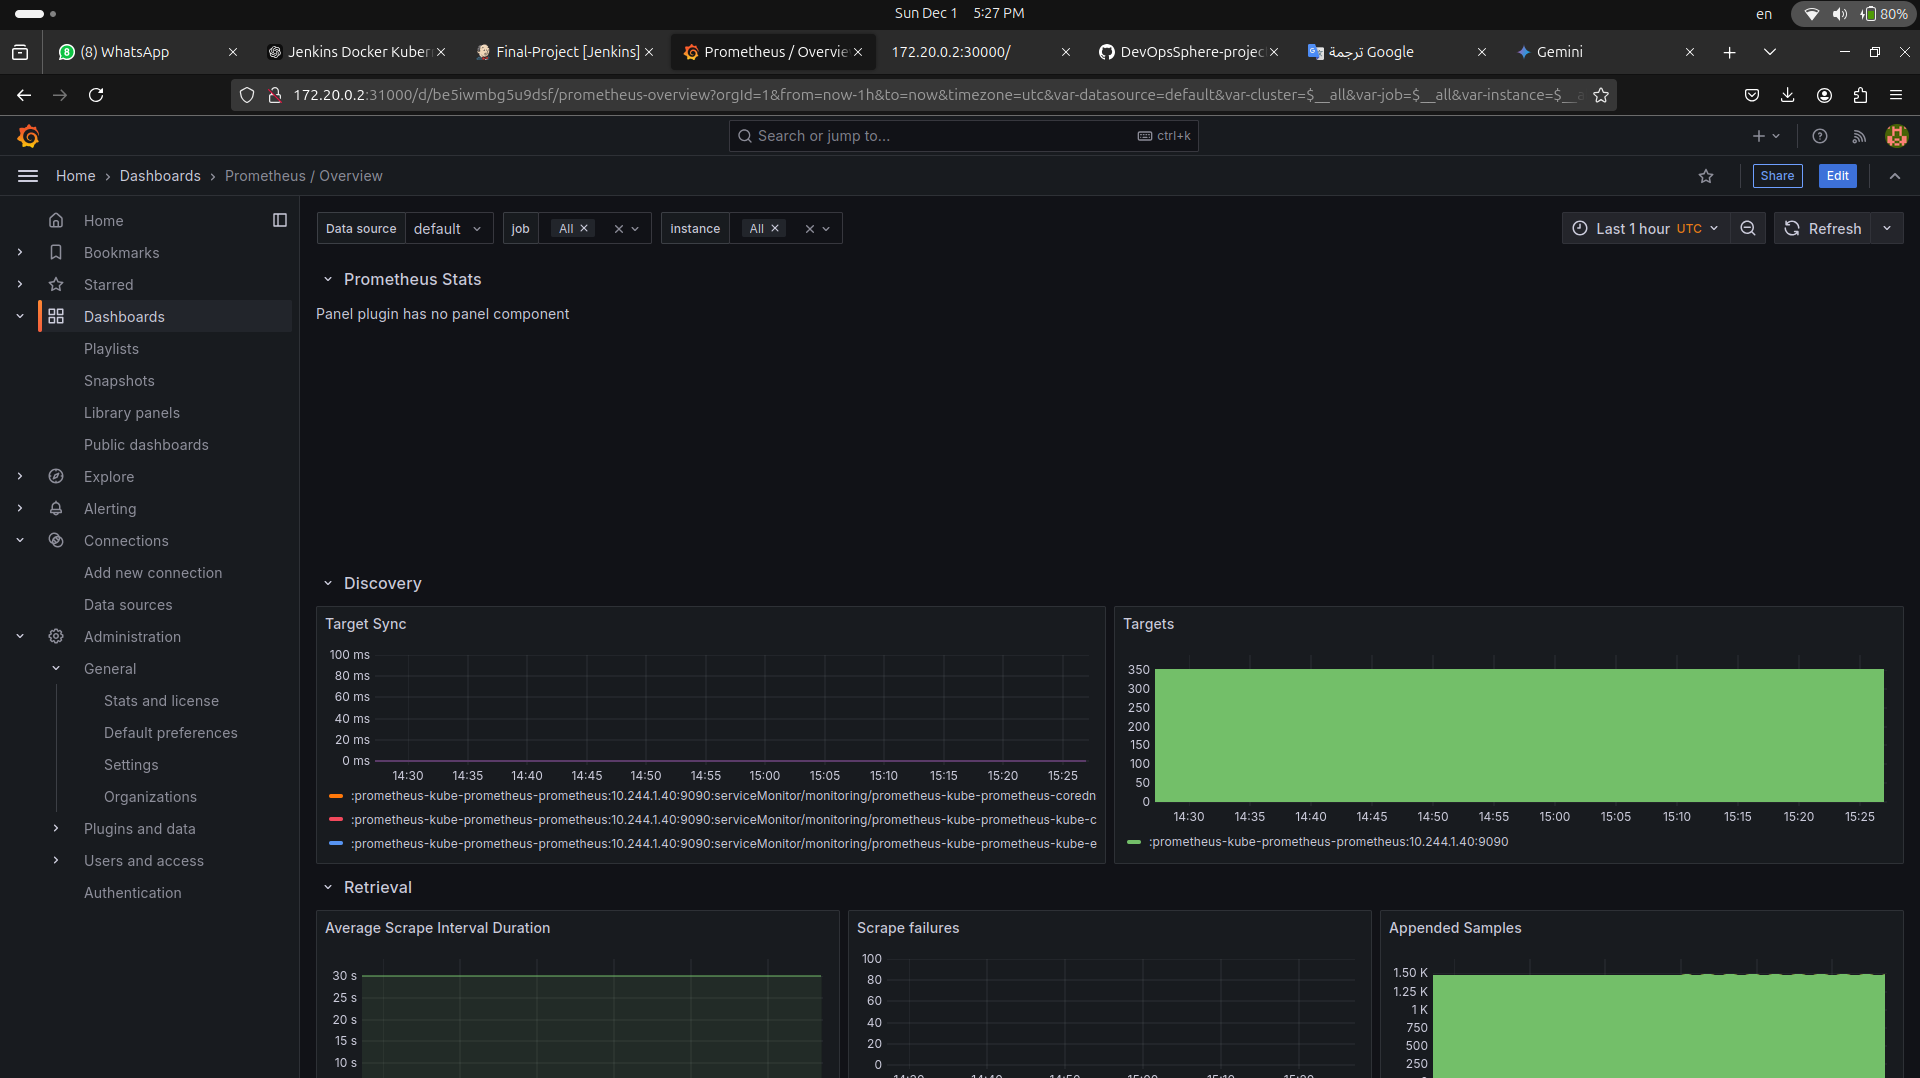 Sun Dec 1 5:27 PM
en
80%
(8) WhatsApp
Jenkins Docker Kubern
Final-Project [Jenkins]
Prometheus / Overvie
172.20.0.2:30000/
DevOpsSphere-projec
ترجمة Google
Gemini
172.20.0.2:31000/d/be5iwmbg5u9dsf/prometheus-overview?orgId=1&from=now-1h&to=now&timezone=utc&var-datasource=default&var-cluster=$__all&var-job=$__all&var-instance=$__a
Search or jump to...
ctrl+k
Home › Dashboards › Prometheus / Overview
Share
Edit
Home
Bookmarks
Starred
Dashboards
Playlists
Snapshots
Library panels
Public dashboards
Explore
Alerting
Connections
Add new connection
Data sources
Administration
General
Stats and license
Default preferences
Settings
Organizations
Plugins and data
Users and access
Authentication
Data source default
job All
instance All
Last 1 hour UTC
Refresh
Prometheus Stats
Panel plugin has no panel component
Discovery
Target Sync
100 ms
80 ms
60 ms
40 ms
20 ms
0 ms
14:30 14:35 14:40 14:45 14:50 14:55 15:00 15:05 15:10 15:15 15:20 15:25
:prometheus-kube-prometheus-prometheus:10.244.1.40:9090:serviceMonitor/monitoring/prometheus-kube-prometheus-coredn
:prometheus-kube-prometheus-prometheus:10.244.1.40:9090:serviceMonitor/monitoring/prometheus-kube-prometheus-kube-c
:prometheus-kube-prometheus-prometheus:10.244.1.40:9090:serviceMonitor/monitoring/prometheus-kube-prometheus-kube-e
Targets
350
300
250
200
150
100
50
0
14:30 14:35 14:40 14:45 14:50 14:55 15:00 15:05 15:10 15:15 15:20 15:25
:prometheus-kube-prometheus-prometheus:10.244.1.40:9090
Retrieval
Average Scrape Interval Duration
30 s
25 s
20 s
15 s
10 s
Scrape failures
100
80
60
40
20
0
Appended Samples
1.50 K
1.25 K
1 K
750
500
250